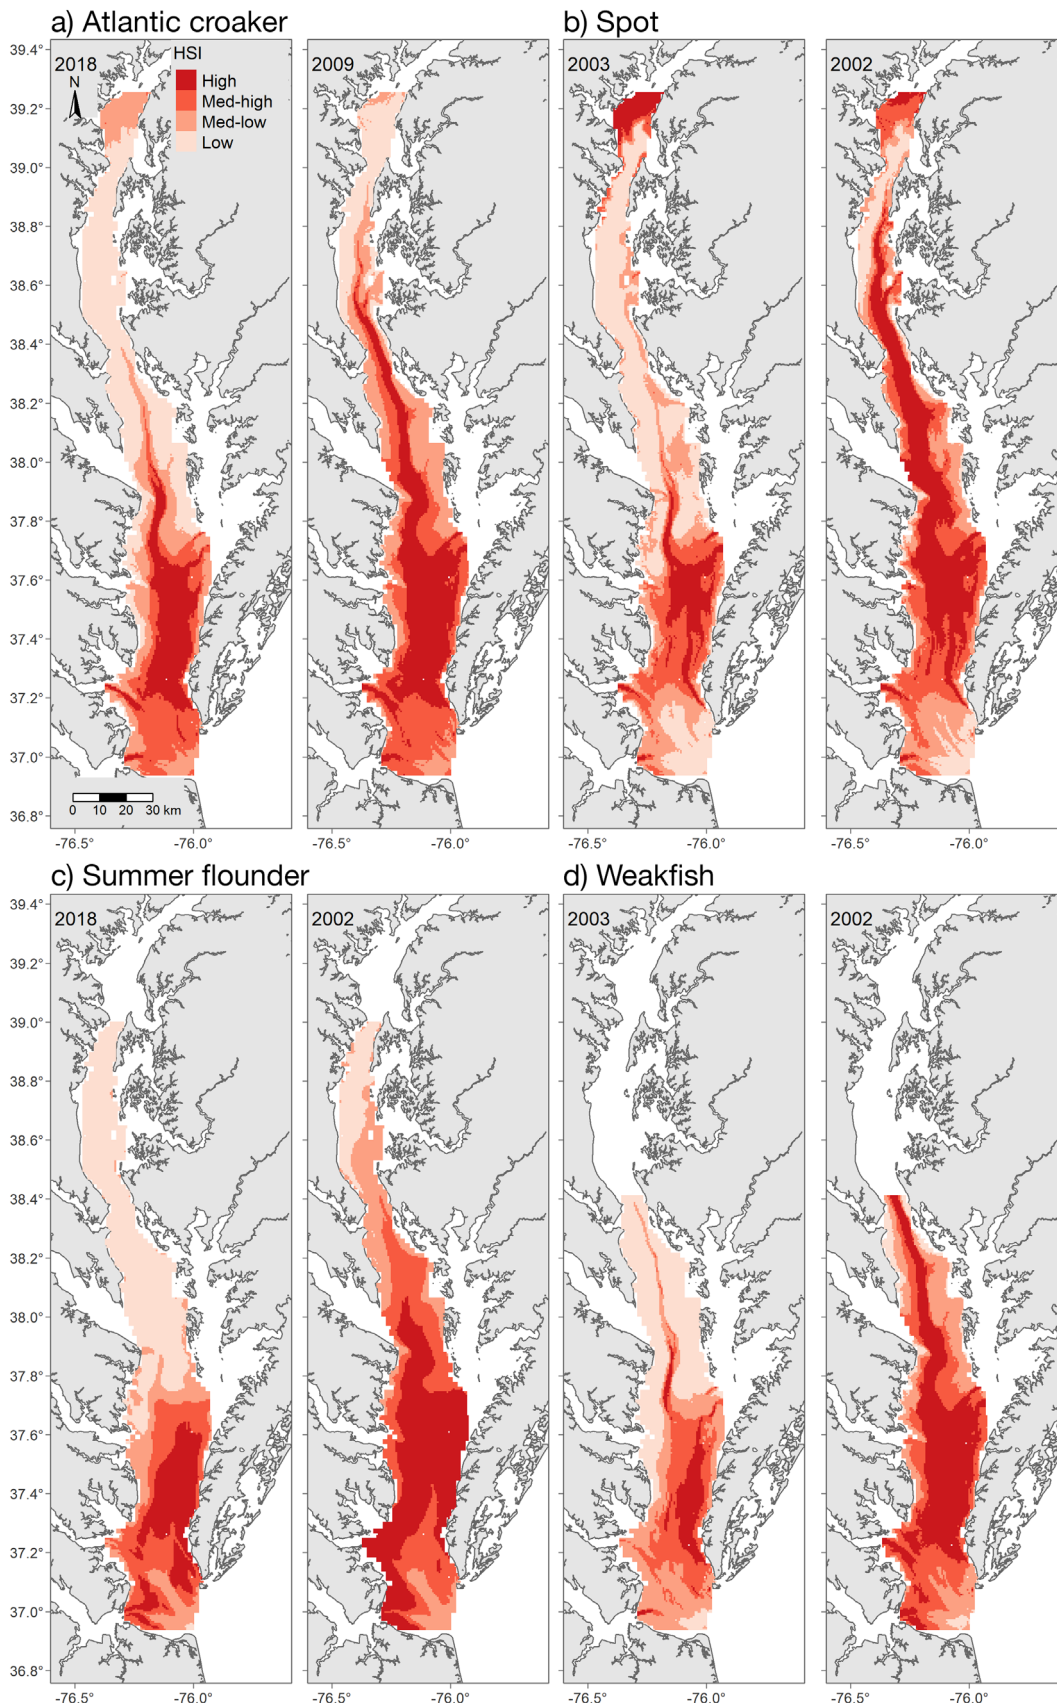 a) Atlantic croaker
b) Spot
39.4°
39.2°
39.0°
38.8°
38.6°
38.4°
38.2°
38.0°
37.8°
37.6°
37.4°
37.2°
37.0°
36.8°
2018
N
HSI
High
Med-high
Med-low
Low
2009
2003
2002
0 10 20 30 km
-76.5° -76.0° -76.5° -76.0° -76.5° -76.0° -76.5° -76.0°
c) Summer flounder
d) Weakfish
39.4°
39.2°
39.0°
38.8°
38.6°
38.4°
38.2°
38.0°
37.8°
37.6°
37.4°
37.2°
37.0°
36.8°
2018
2002
2003
2002
-76.5° -76.0° -76.5° -76.0° -76.5° -76.0° -76.5° -76.0°